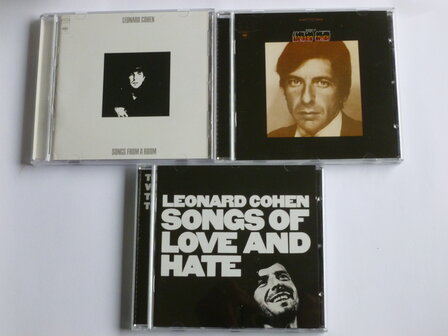 LEONARD COHEN
SONGS FROM A ROOM
LEONARD COHEN
SONGS OF
LOVE AND
HATE